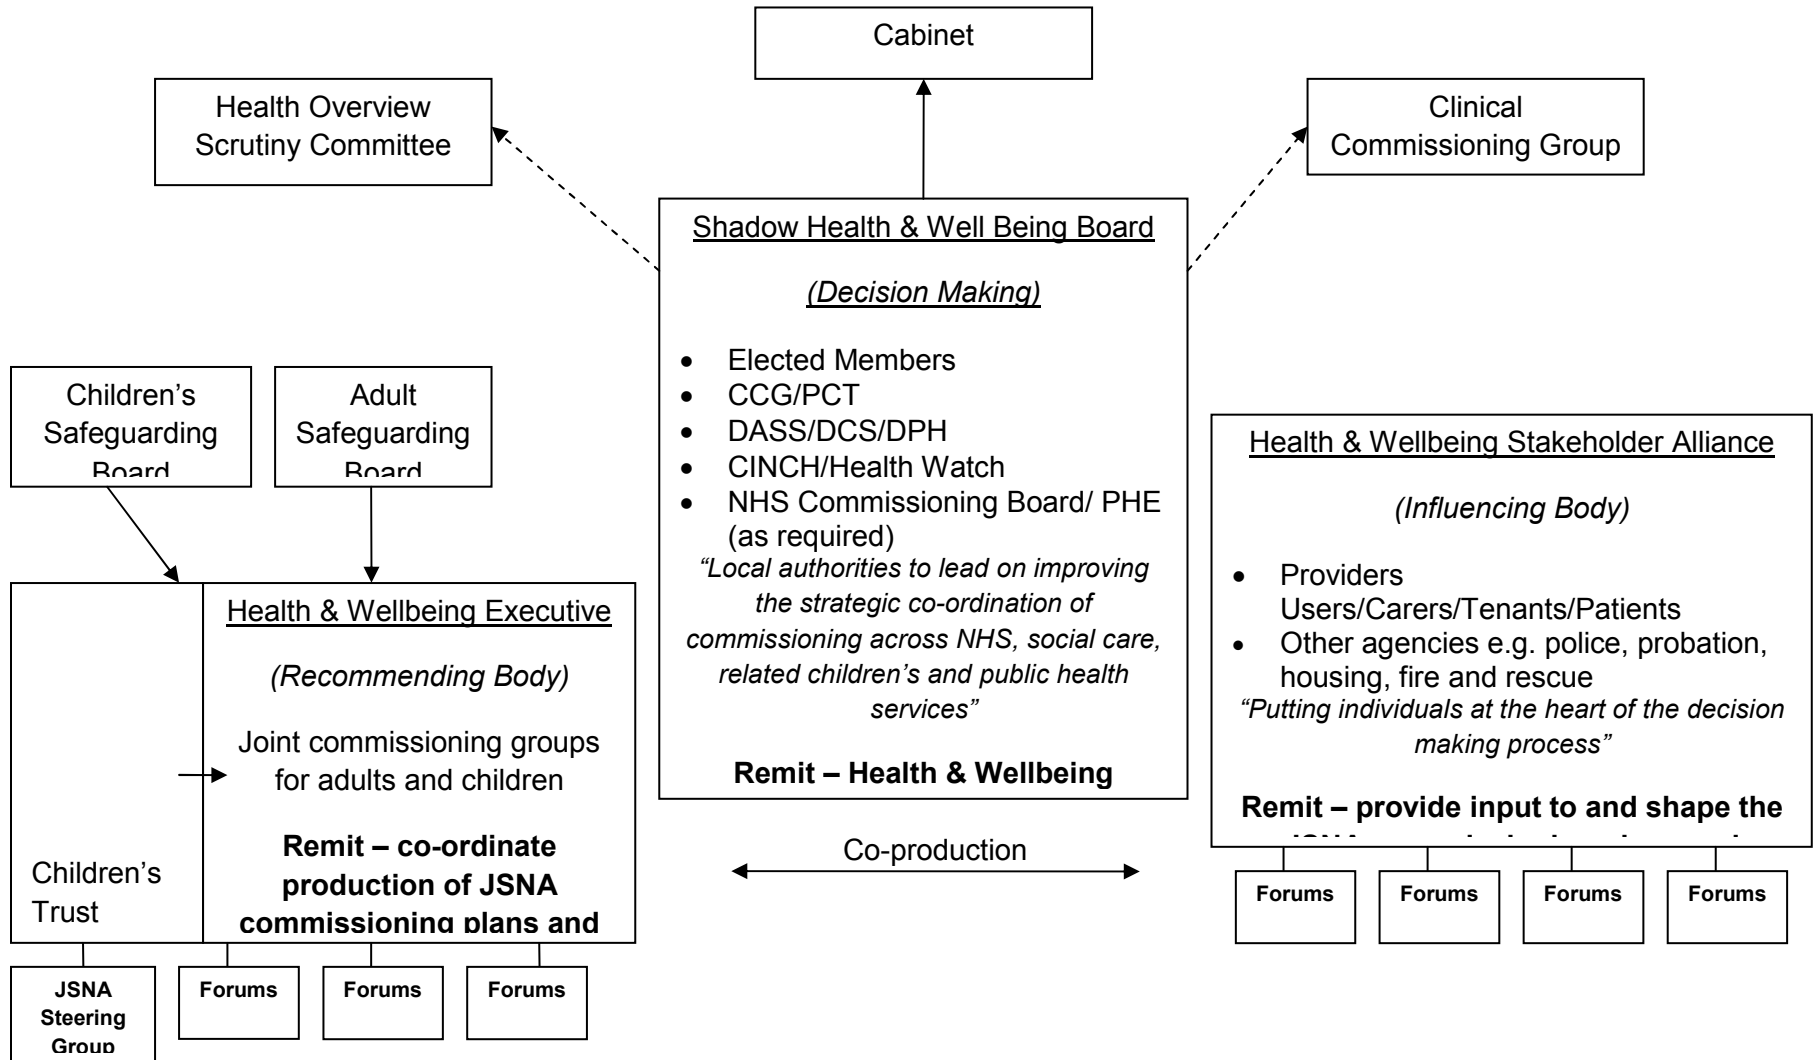 Cabinet
Health Overview
Scrutiny Committee
Clinical
Commissioning Group
Shadow Health & Well Being Board
(Decision Making)
• Elected Members
• CCG/PCT
• DASS/DCS/DPH
• CINCH/Health Watch
• NHS Commissioning Board/ PHE
(as required)
“Local authorities to lead on improving
the strategic co-ordination of
commissioning across NHS, social care,
related children’s and public health
services”
Remit – Health & Wellbeing
Children’s
Safeguarding
Board
Adult
Safeguarding
Board
Health & Wellbeing Stakeholder Alliance
(Influencing Body)
• Providers
Users/Carers/Tenants/Patients
• Other agencies e.g. police, probation,
housing, fire and rescue
“Putting individuals at the heart of the decision
making process”
Remit – provide input to and shape the
Health & Wellbeing Executive
(Recommending Body)
Joint commissioning groups
for adults and children
Remit – co-ordinate
production of JSNA
commissioning plans and
Children’s
Trust
Co-production
Forums
Forums
Forums
Forums
JSNA
Steering
Group
Forums
Forums
Forums